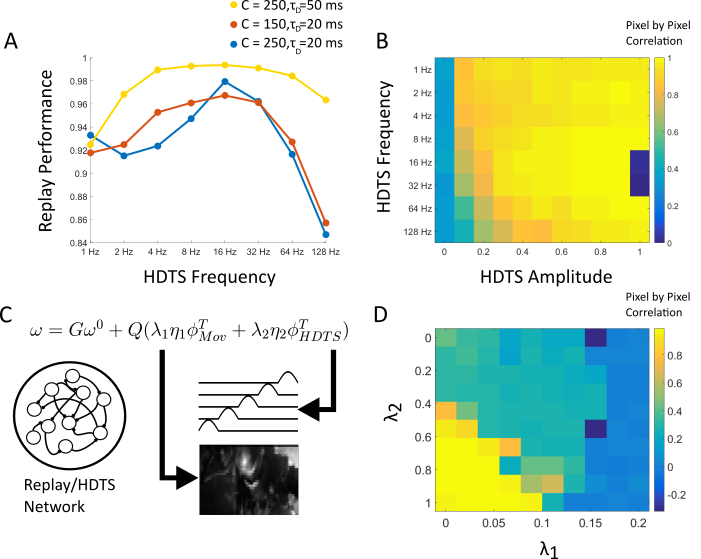 C = 250,τD=50 ms
C = 150,τD=20 ms
C = 250,τD=20 ms
A
Replay Performance
1
0.98
0.96
0.94
0.92
0.9
0.88
0.86
0.84
1 Hz 2 Hz 4 Hz 8 Hz 16 Hz 32 Hz 64 Hz 128 Hz
HDTS Frequency
B
Pixel by Pixel
Correlation
HDTS Frequency
1 Hz
2 Hz
4 Hz
8 Hz
16 Hz
32 Hz
64 Hz
128 Hz
0 0.2 0.4 0.6 0.8 1
HDTS Amplitude
1
0.8
0.6
0.4
0.2
0
C
ω = Gω⁰ + Q(λ₁η₁ϕᵀMov + λ₂η₂ϕᵀHDTS)
Replay/HDTS
Network
D
Pixel by Pixel
Correlation
λ₂
0
0.2
0.4
0.6
0.8
1
0 0.05 0.1 0.15 0.2
λ₁
0.8
0.6
0.4
0.2
0
-0.2